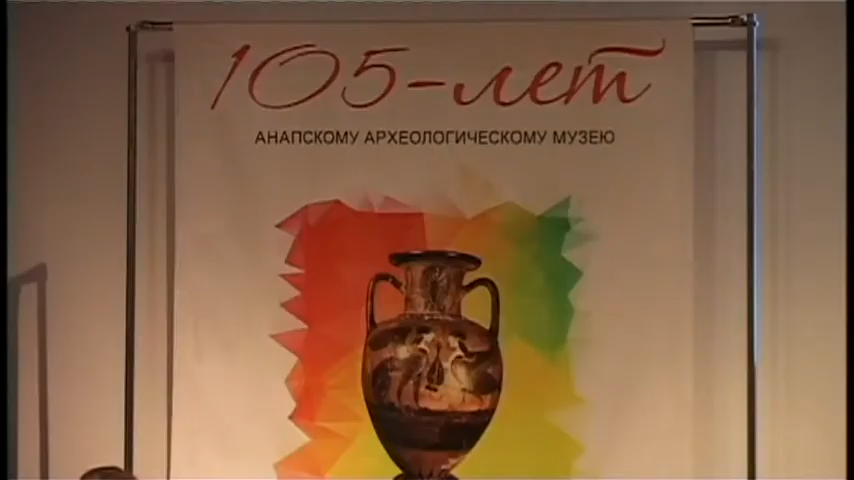 105-лет
АНАПСКОМУ АРХЕОЛОГИЧЕСКОМУ МУЗЕЮ